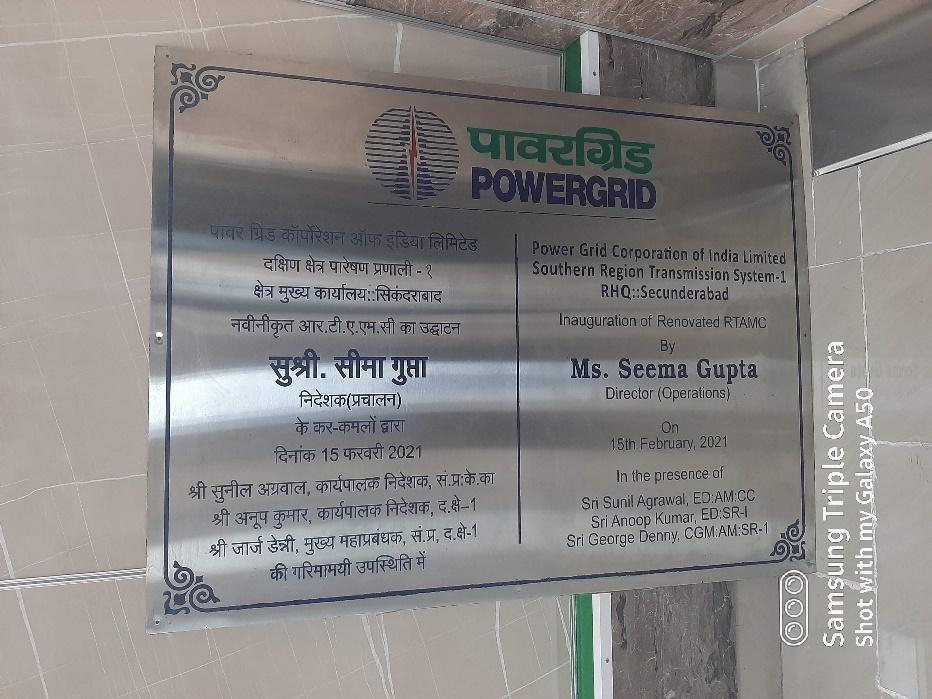 पावरग्रिड
POWERGRID
पावर ग्रिड कॉर्पोरेशन ऑफ इंडिया लिमिटेड
दक्षिण क्षेत्र पारेषण प्रणाली - १
क्षेत्र मुख्य कार्यालय::सिकंदराबाद
नवीनीकृत आर.टी.ए.एम.सी का उद्घाटन
सुश्री. सीमा गुप्ता
निदेशक(प्रचालन)
के कर-कमलों द्वारा
दिनांक 15 फरवरी 2021
श्री सुनील अग्रवाल, कार्यपालक निदेशक, सं.प्र:के.का
श्री अनूप कुमार, कार्यपालक निदेशक, द.क्षे-1
श्री जार्ज डेन्नी, मुख्य महाप्रबंधक, सं.प्र, द.क्षे-1
की गरिमामयी उपस्थिति में
Power Grid Corporation of India Limited
Southern Region Transmission System-1
RHQ::Secunderabad
Inauguration of Renovated RTAMC
By
Ms. Seema Gupta
Director (Operations)
On
15th February, 2021
In the presence of
Sri Sunil Agrawal, ED:AM:CC
Sri Anoop Kumar, ED:SR-I
Sri George Denny, CGM:AM:SR-1
Samsung Triple Camera
Shot with my Galaxy A50